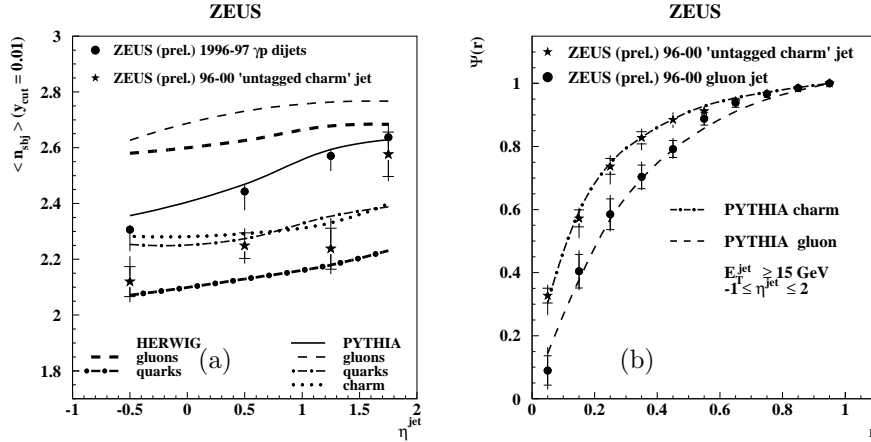 ZEUS
< n_sbj > (y_cut = 0.01)
3
2.8
2.6
2.4
2.2
2
1.8
ZEUS (prel.) 1996-97 γp dijets
ZEUS (prel.) 96-00 'untagged charm' jet
HERWIG
gluons
quarks
(a)
PYTHIA
gluons
quarks
charm
-1 -0.5 0 0.5 1 1.5 2
η^jet
ZEUS
Ψ(r)
1
0.8
0.6
0.4
0.2
0
ZEUS (prel.) 96-00 'untagged charm' jet
ZEUS (prel.) 96-00 gluon jet
PYTHIA charm
PYTHIA gluon
E_T^jet ≥ 15 GeV
-1 ≤ η^jet ≤ 2
(b)
0 0.2 0.4 0.6 0.8 1
r